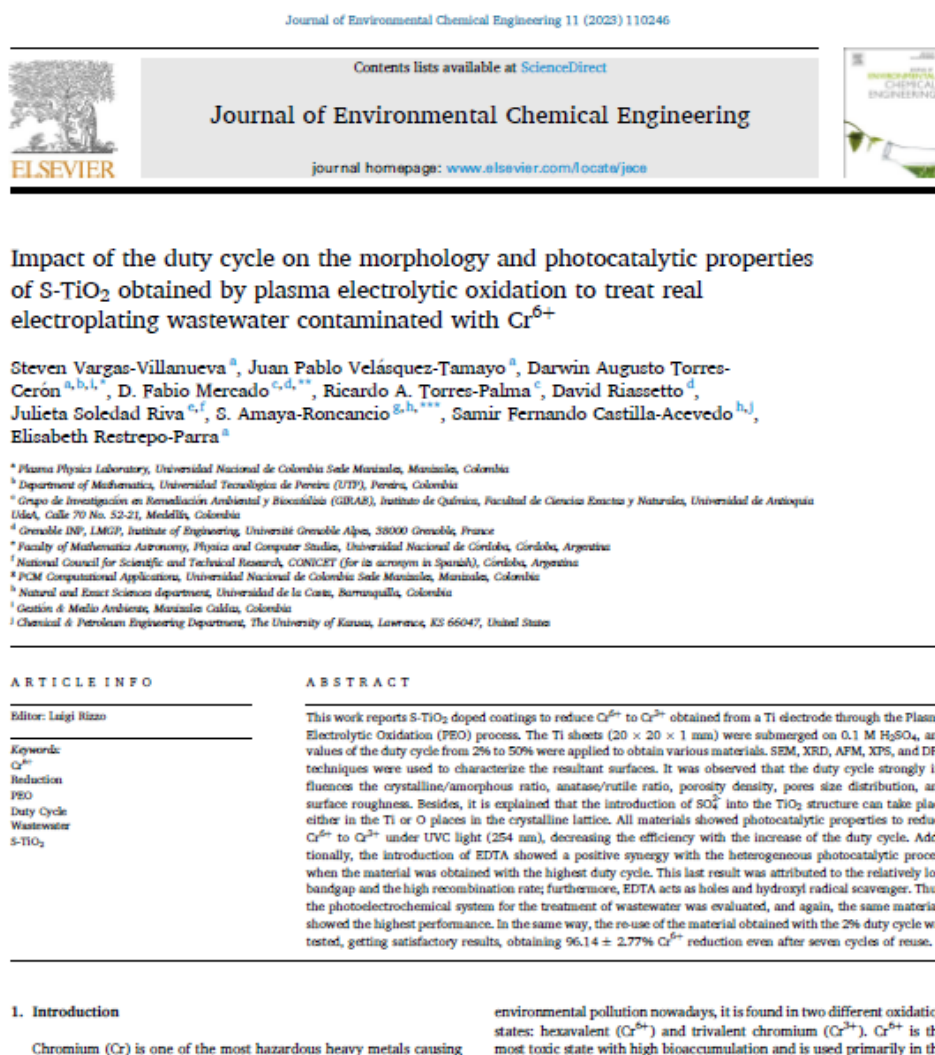 Journal of Environmental Chemical Engineering 11 (2023) 110246
Contents lists available at ScienceDirect
Journal of Environmental Chemical Engineering
journal homepage: www.elsevier.com/locate/jece
ELSEVIER
ENVIRONMENTAL
CHEMICAL
ENGINEERING
Impact of the duty cycle on the morphology and photocatalytic properties
of S-TiO₂ obtained by plasma electrolytic oxidation to treat real
electroplating wastewater contaminated with Cr⁶⁺
Steven Vargas-Villanueva ᵃ, Juan Pablo Velásquez-Tamayo ᵃ, Darwin Augusto Torres-
Cerón ᵃ,ᵇ,ⁱ,*, D. Fabio Mercado ᶜ,ᵈ,**, Ricardo A. Torres-Palma ᶜ, David Riassetto ᵈ,
Julieta Soledad Riva ᵉ,ᶠ, S. Amaya-Roncancio ᵍ,ʰ,***, Samir Fernando Castilla-Acevedo ʰ,ʲ,
Elisabeth Restrepo-Parra ᵃ
ᵃ Plasma Physics Laboratory, Universidad Nacional de Colombia Sede Manizales, Manizales, Colombia
ᵇ Department of Mathematics, Universidad Tecnológica de Pereira (UTP), Pereira, Colombia
ᶜ Grupo de Investigación en Remediación Ambiental y Biocatálisis (GIRAB), Instituto de Química, Facultad de Ciencias Exactas y Naturales, Universidad de Antioquia
UdeA, Calle 70 No. 52-21, Medellín, Colombia
ᵈ Grenoble INP, LMGP, Institute of Engineering, Université Grenoble Alpes, 38000 Grenoble, France
ᵉ Faculty of Mathematics Astronomy, Physics and Computer Studies, Universidad Nacional de Córdoba, Córdoba, Argentina
ᶠ National Council for Scientific and Technical Research, CONICET (for its acronym in Spanish), Córdoba, Argentina
ᵍ PCM Computational Applications, Universidad Nacional de Colombia Sede Manizales, Manizales, Colombia
ʰ Natural and Exact Sciences department, Universidad de la Costa, Barranquilla, Colombia
ⁱ Gestión & Medio Ambiente, Manizales Caldas, Colombia
ʲ Chemical & Petroleum Engineering Department, The University of Kansas, Lawrence, KS 66047, United States
ARTICLE INFO
Editor: Luigi Rizzo
Keywords:
Cr⁶⁺
Reduction
PEO
Duty Cycle
Wastewater
S-TiO₂
ABSTRACT
This work reports S-TiO₂ doped coatings to reduce Cr⁶⁺ to Cr³⁺ obtained from a Ti electrode through the Plasm
Electrolytic Oxidation (PEO) process. The Ti sheets (20 × 20 × 1 mm) were submerged on 0.1 M H₂SO₄, an
values of the duty cycle from 2% to 50% were applied to obtain various materials. SEM, XRD, AFM, XPS, and DR
techniques were used to characterize the resultant surfaces. It was observed that the duty cycle strongly i
fluences the crystalline/amorphous ratio, anatase/rutile ratio, porosity density, pores size distribution, an
surface roughness. Besides, it is explained that the introduction of SO₄²⁻ into the TiO₂ structure can take plac
either in the Ti or O places in the crystalline lattice. All materials showed photocatalytic properties to reduc
Cr⁶⁺ to Cr³⁺ under UVC light (254 nm), decreasing the efficiency with the increase of the duty cycle. Add
tionally, the introduction of EDTA showed a positive synergy with the heterogeneous photocatalytic proce
when the material was obtained with the highest duty cycle. This last result was attributed to the relatively lo
bandgap and the high recombination rate; furthermore, EDTA acts as holes and hydroxyl radical scavenger. Thu
the photoelectrochemical system for the treatment of wastewater was evaluated, and again, the same material
showed the highest performance. In the same way, the re-use of the material obtained with the 2% duty cycle w
tested, getting satisfactory results, obtaining 96.14 ± 2.77% Cr⁶⁺ reduction even after seven cycles of reuse.
1. Introduction
Chromium (Cr) is one of the most hazardous heavy metals causing
environmental pollution nowadays, it is found in two different oxidatio
states: hexavalent (Cr⁶⁺) and trivalent chromium (Cr³⁺). Cr⁶⁺ is th
most toxic state with high bioaccumulation and is used primarily in th